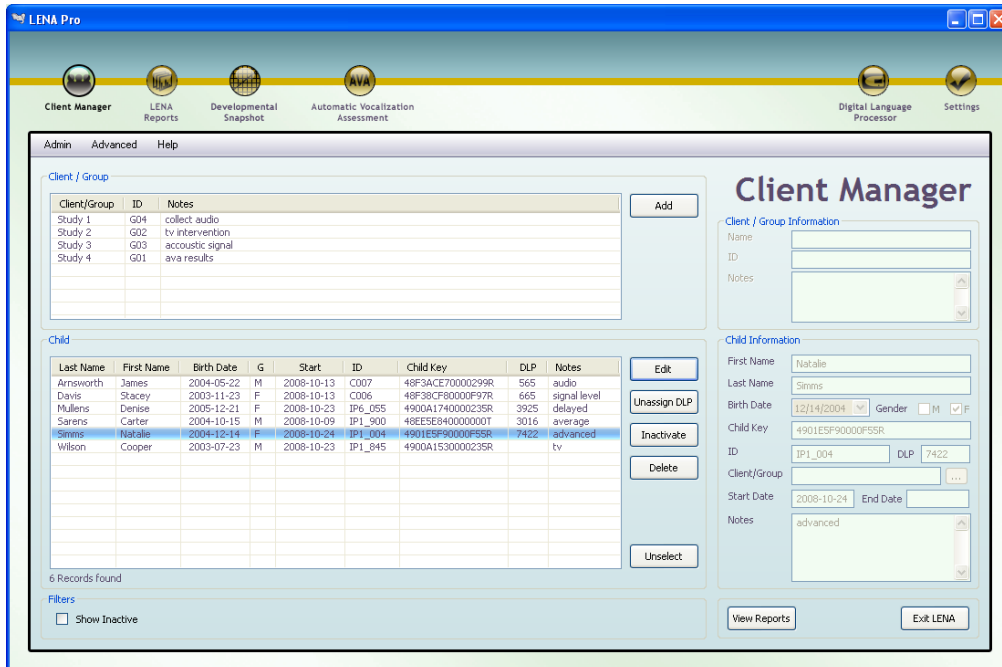 LENA Pro
Client Manager
LENA Reports
Developmental Snapshot
Automatic Vocalization Assessment
Digital Language Processor
Settings
Admin Advanced Help
Client / Group
Client/Group ID Notes
Study 1 G04 collect audio
Study 2 G02 tv intervention
Study 3 G03 accoustic signal
Study 4 G01 ava results
Add
Child
Last Name First Name Birth Date G Start ID Child Key DLP Notes
Arnsworth James 2004-05-22 M 2008-10-13 C007 48F3ACE70000299R 565 audio
Davis Stacey 2003-11-23 F 2008-10-13 C006 48F38CF80000F97R 665 signal level
Mullens Denise 2005-12-21 F 2008-10-23 IP6_055 4900A1740000235R 3925 delayed
Sarens Carter 2004-10-15 M 2008-10-09 IP1_900 48EE5E840000000T 3016 average
Simms Natalie 2004-12-14 F 2008-10-24 IP1_004 4901E5F90000F55R 7422 advanced
Wilson Cooper 2003-07-23 M 2008-10-23 IP1_845 4900A1530000235R tv
6 Records found
Edit
Unassign DLP
Inactivate
Delete
Unselect
Filters
Show Inactive
Client Manager
Client / Group Information
Name
ID
Notes
Child Information
First Name Natalie
Last Name Simms
Birth Date 12/14/2004 Gender M F
Child Key 4901E5F90000F55R
ID IP1_004 DLP 7422
Client/Group ...
Start Date 2008-10-24 End Date
Notes advanced
View Reports Exit LENA